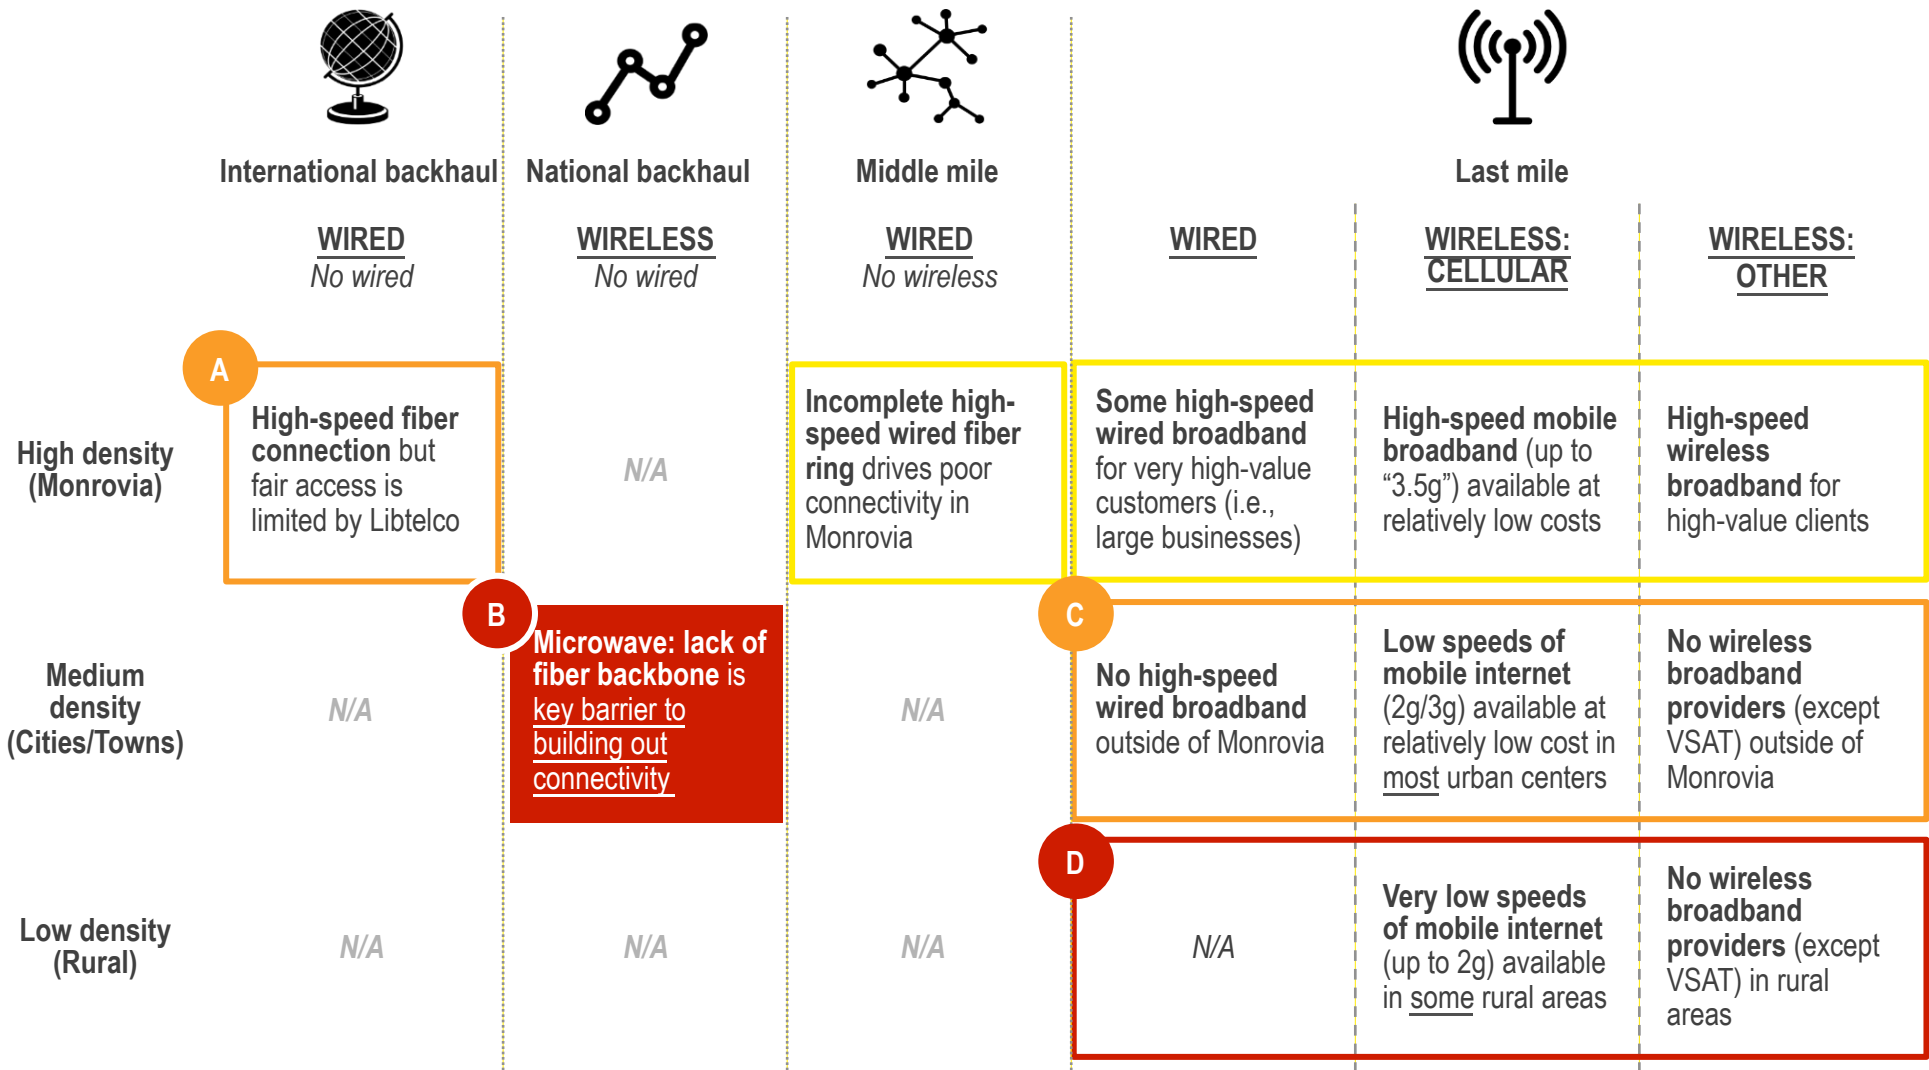 International backhaul
National backhaul
Middle mile
Last mile
WIRED
No wired
WIRELESS
No wired
WIRED
No wireless
WIRED
WIRELESS:
CELLULAR
WIRELESS:
OTHER
High density
(Monrovia)
A
High-speed fiber
connection but
fair access is
limited by Libtelco
N/A
Incomplete high-
speed wired fiber
ring drives poor
connectivity in
Monrovia
Some high-speed
wired broadband
for very high-value
customers (i.e.,
large businesses)
High-speed mobile
broadband (up to
“3.5g”) available at
relatively low costs
High-speed
wireless
broadband for
high-value clients
Medium
density
(Cities/Towns)
N/A
B
Microwave: lack of
fiber backbone is
key barrier to
building out
connectivity
N/A
C
No high-speed
wired broadband
outside of Monrovia
Low speeds of
mobile internet
(2g/3g) available at
relatively low cost in
most urban centers
No wireless
broadband
providers (except
VSAT) outside of
Monrovia
Low density
(Rural)
N/A
N/A
N/A
D
N/A
Very low speeds
of mobile internet
(up to 2g) available
in some rural areas
No wireless
broadband
providers (except
VSAT) in rural
areas